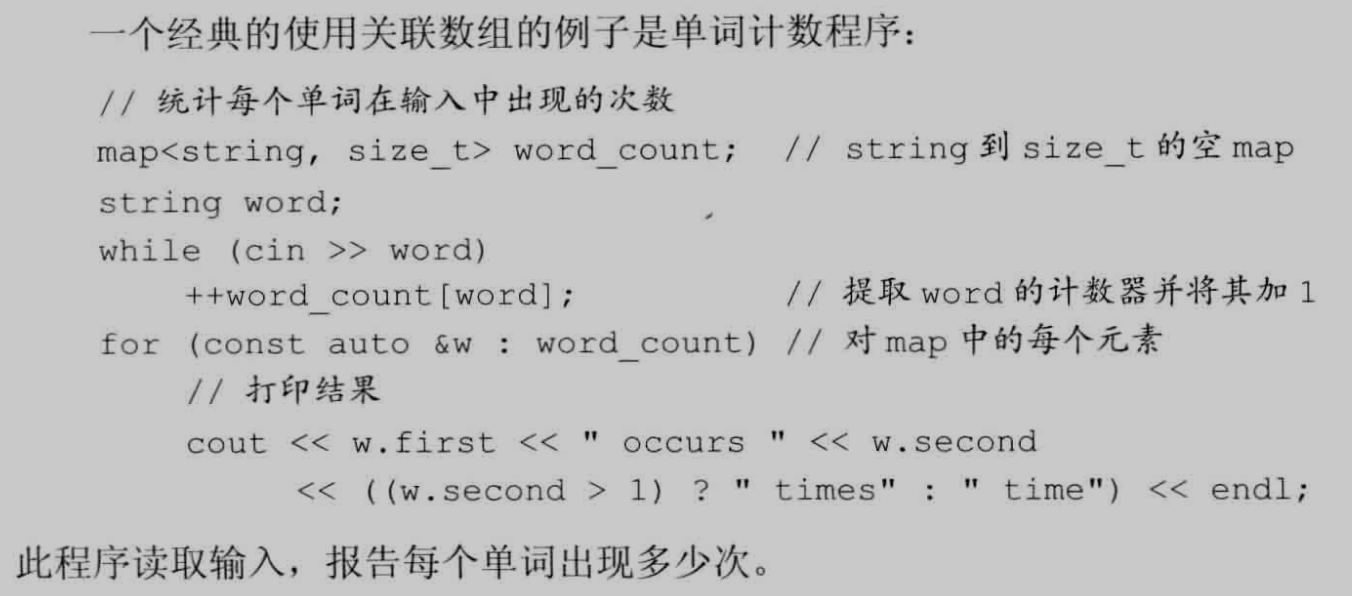 一个经典的使用关联数组的例子是单词计数程序：
// 统计每个单词在输入中出现的次数
map<string, size_t> word_count;  // string 到 size_t 的空 map
string word;
while (cin >> word)
    ++word_count[word];            // 提取 word 的计数器并将其加 1
for (const auto &w : word_count) // 对 map 中的每个元素
    // 打印结果
    cout << w.first << " occurs " << w.second
         << ((w.second > 1) ? " times" : " time") << endl;
此程序读取输入，报告每个单词出现多少次。